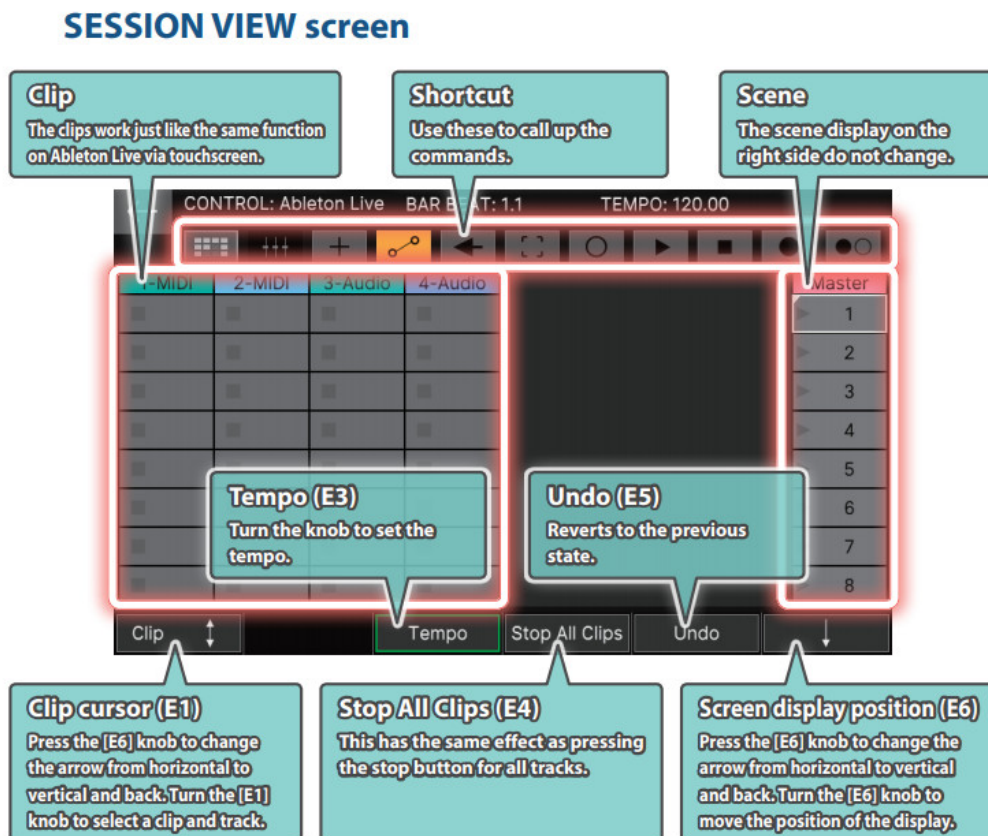 SESSION VIEW screen
Clip
The clips work just like the same function
on Ableton Live via touchscreen.
Shortcut
Use these to call up the
commands.
Scene
The scene display on the
right side do not change.
CONTROL: Ableton Live BAR BEAT: 1.1 TEMPO: 120.00
1-MIDI 2-MIDI 3-Audio 4-Audio Master
1
2
3
4
5
6
7
8
Tempo (E3)
Turn the knob to set the
tempo.
Undo (E5)
Reverts to the previous
state.
Clip Tempo Stop All Clips Undo
Clip cursor (E1)
Press the [E6] knob to change
the arrow from horizontal to
vertical and back. Turn the [E1]
knob to select a clip and track.
Stop All Clips (E4)
This has the same effect as pressing
the stop button for all tracks.
Screen display position (E6)
Press the [E6] knob to change the
arrow from horizontal to vertical
and back. Turn the [E6] knob to
move the position of the display.